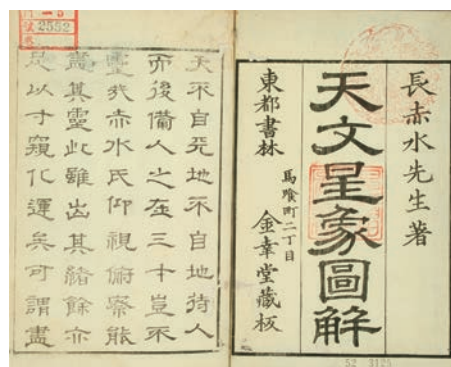 長赤水先生著
天文星象圖解
東都書林
馬喰町二丁目
金幸堂藏板
天不自天地不自地待人
而後備人之在三才豈不
靈哉赤水氏仰視俯察能
盡其靈此雖出其緒餘亦
足以寸窺化運矣可謂盡
2552